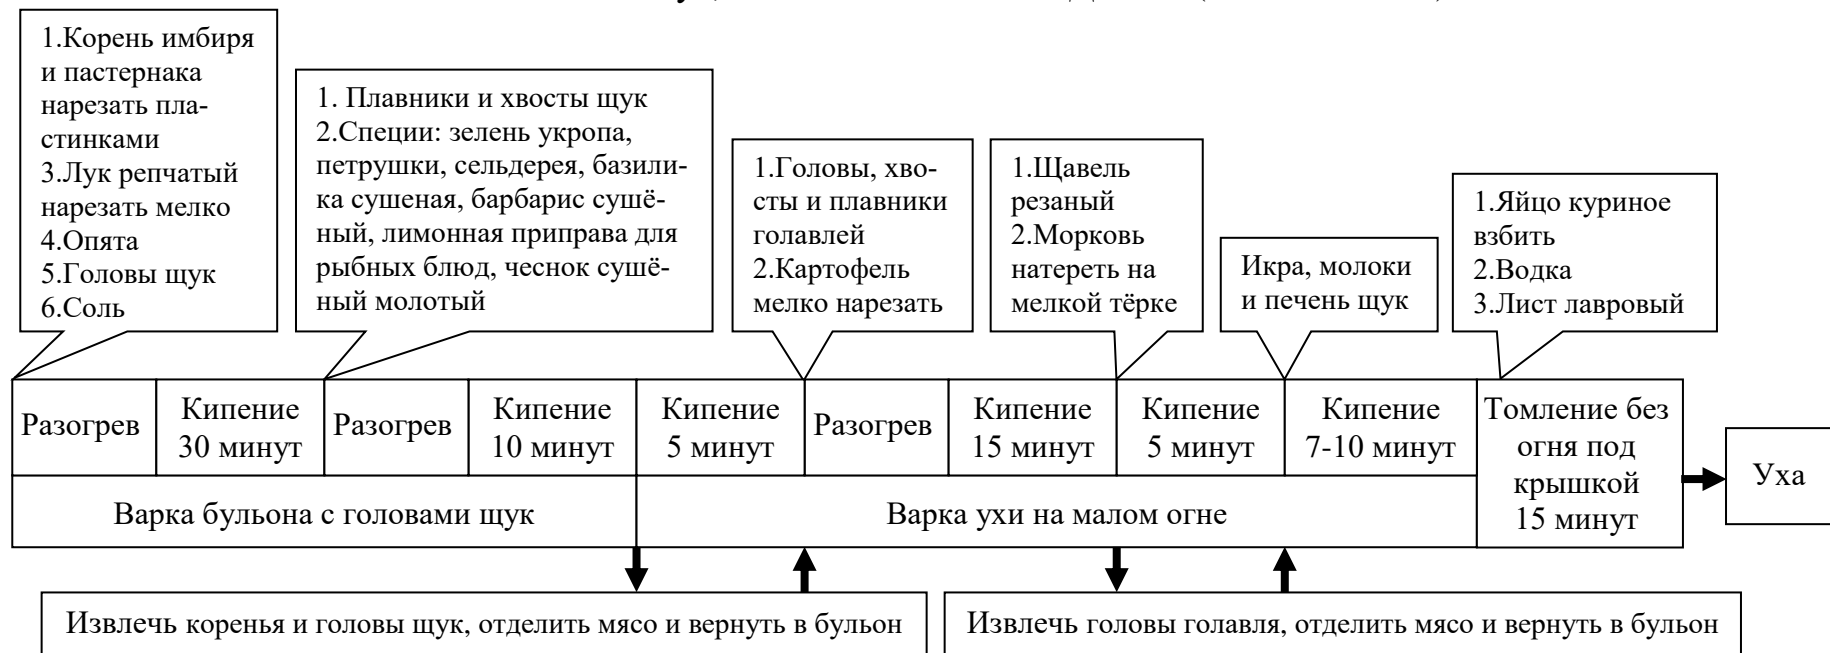 1.Корень имбиря
и пастернака
нарезать пла-
стинками
3.Лук репчатый
нарезать мелко
4.Опята
5.Головы щук
6.Соль
1. Плавники и хвосты щук
2.Специи: зелень укропа,
петрушки, сельдерея, базили-
ка сушеная, барбарис сушё-
ный, лимонная приправа для
рыбных блюд, чеснок сушё-
ный молотый
1.Головы, хво-
сты и плавники
голавлей
2.Картофель
мелко нарезать
1.Щавель
резаный
2.Морковь
натереть на
мелкой тёрке
Икра, молоки
и печень щук
1.Яйцо куриное
взбить
2.Водка
3.Лист лавровый
Разогрев
Кипение
30 минут
Разогрев
Кипение
10 минут
Кипение
5 минут
Разогрев
Кипение
15 минут
Кипение
5 минут
Кипение
7-10 минут
Томление без
огня под
крышкой
15 минут
Уха
Варка бульона с головами щук
Варка ухи на малом огне
Извлечь коренья и головы щук, отделить мясо и вернуть в бульон
Извлечь головы голавля, отделить мясо и вернуть в бульон